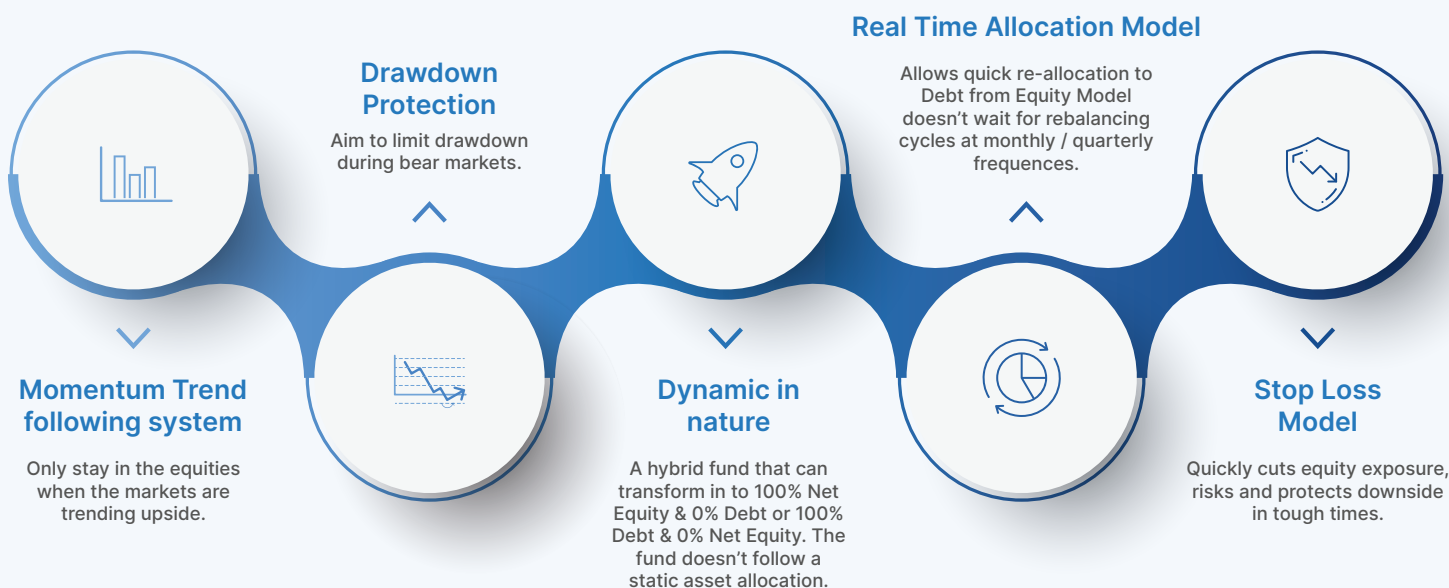 Momentum Trend
following system
Only stay in the equities
when the markets are
trending upside.
Drawdown
Protection
Aim to limit drawdown
during bear markets.
Dynamic in
nature
A hybrid fund that can
transform in to 100% Net
Equity & 0% Debt or 100%
Debt & 0% Net Equity. The
fund doesn’t follow a
static asset allocation.
Real Time Allocation Model
Allows quick re-allocation to
Debt from Equity Model
doesn’t wait for rebalancing
cycles at monthly / quarterly
frequences.
Stop Loss
Model
Quickly cuts equity exposure,
risks and protects downside
in tough times.